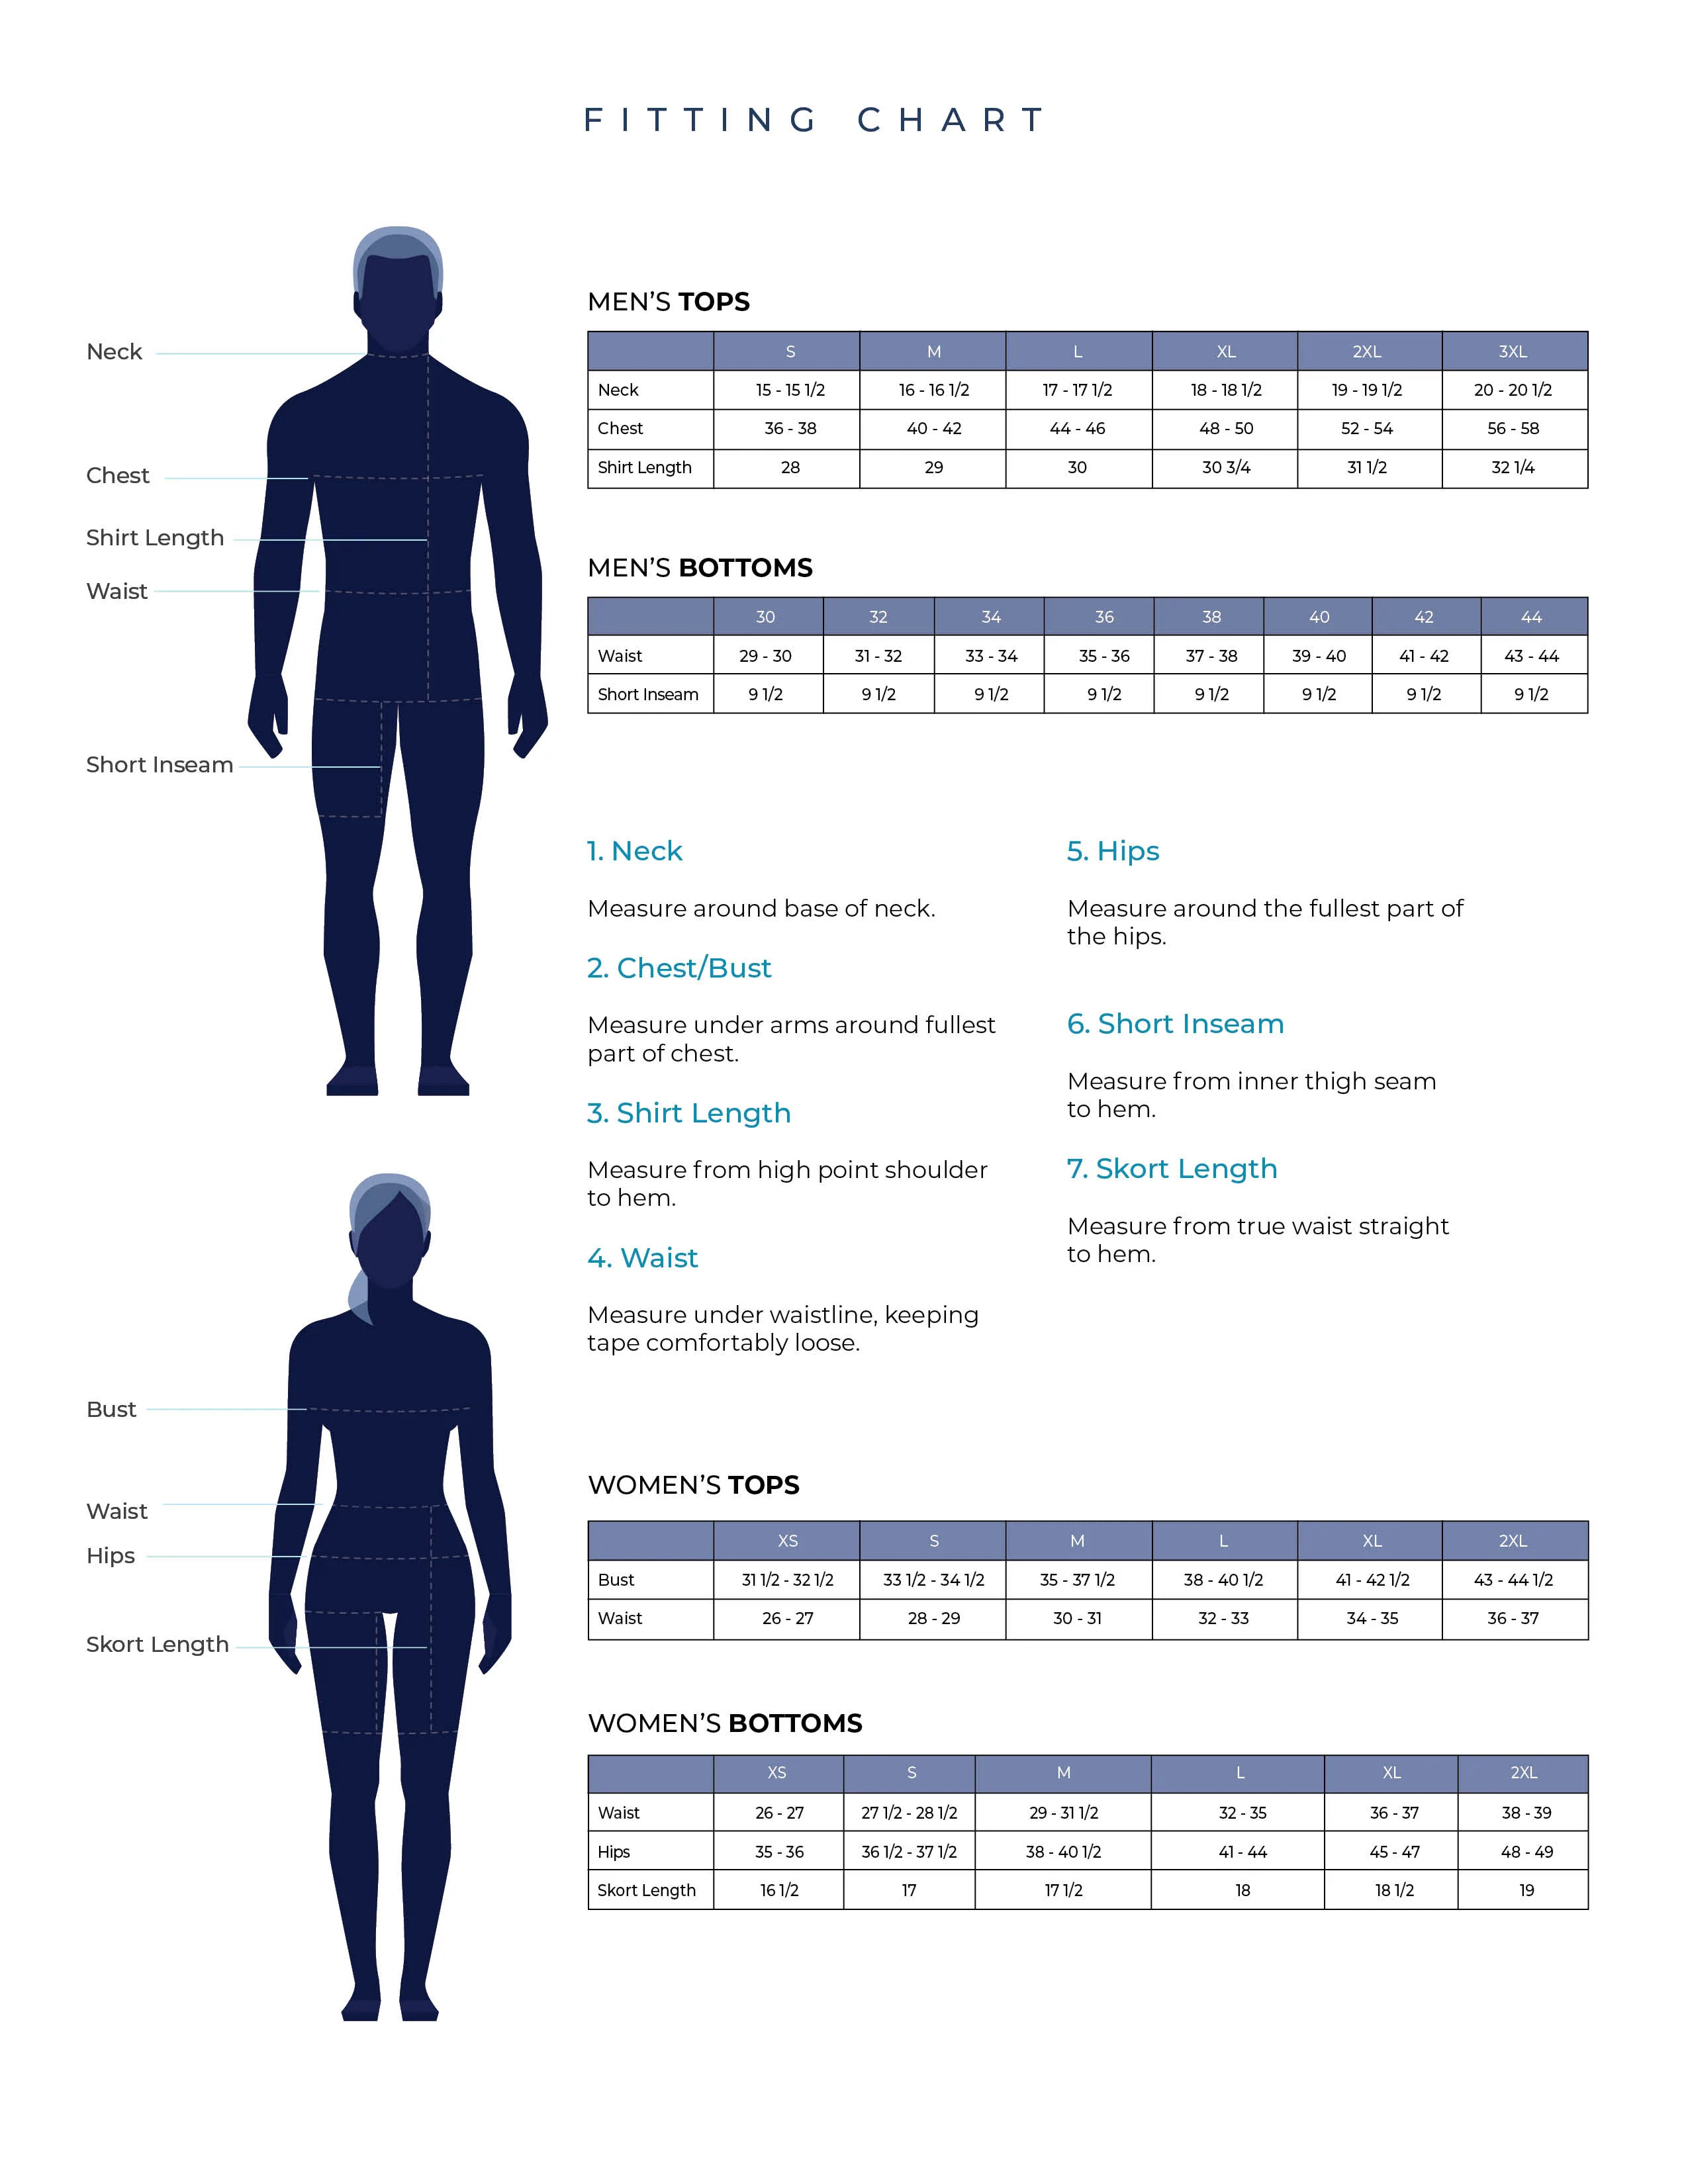 FITTING CHART
Neck
Chest
Shirt Length
Waist
Short Inseam
MEN’S TOPS
S M L XL 2XL 3XL
Neck 15 - 15 1/2 16 - 16 1/2 17 - 17 1/2 18 - 18 1/2 19 - 19 1/2 20 - 20 1/2
Chest 36 - 38 40 - 42 44 - 46 48 - 50 52 - 54 56 - 58
Shirt Length 28 29 30 30 3/4 31 1/2 32 1/4
MEN’S BOTTOMS
30 32 34 36 38 40 42 44
Waist 29 - 30 31 - 32 33 - 34 35 - 36 37 - 38 39 - 40 41 - 42 43 - 44
Short Inseam 9 1/2 9 1/2 9 1/2 9 1/2 9 1/2 9 1/2 9 1/2 9 1/2
1. Neck
Measure around base of neck.
2. Chest/Bust
Measure under arms around fullest
part of chest.
3. Shirt Length
Measure from high point shoulder
to hem.
4. Waist
Measure under waistline, keeping
tape comfortably loose.
5. Hips
Measure around the fullest part of
the hips.
6. Short Inseam
Measure from inner thigh seam
to hem.
7. Skort Length
Measure from true waist straight
to hem.
Bust
Waist
Hips
Skort Length
WOMEN’S TOPS
XS S M L XL 2XL
Bust 31 1/2 - 32 1/2 33 1/2 - 34 1/2 35 - 37 1/2 38 - 40 1/2 41 - 42 1/2 43 - 44 1/2
Waist 26 - 27 28 - 29 30 - 31 32 - 33 34 - 35 36 - 37
WOMEN’S BOTTOMS
XS S M L XL 2XL
Waist 26 - 27 27 1/2 - 28 1/2 29 - 31 1/2 32 - 35 36 - 37 38 - 39
Hips 35 - 36 36 1/2 - 37 1/2 38 - 40 1/2 41 - 44 45 - 47 48 - 49
Skort Length 16 1/2 17 17 1/2 18 18 1/2 19